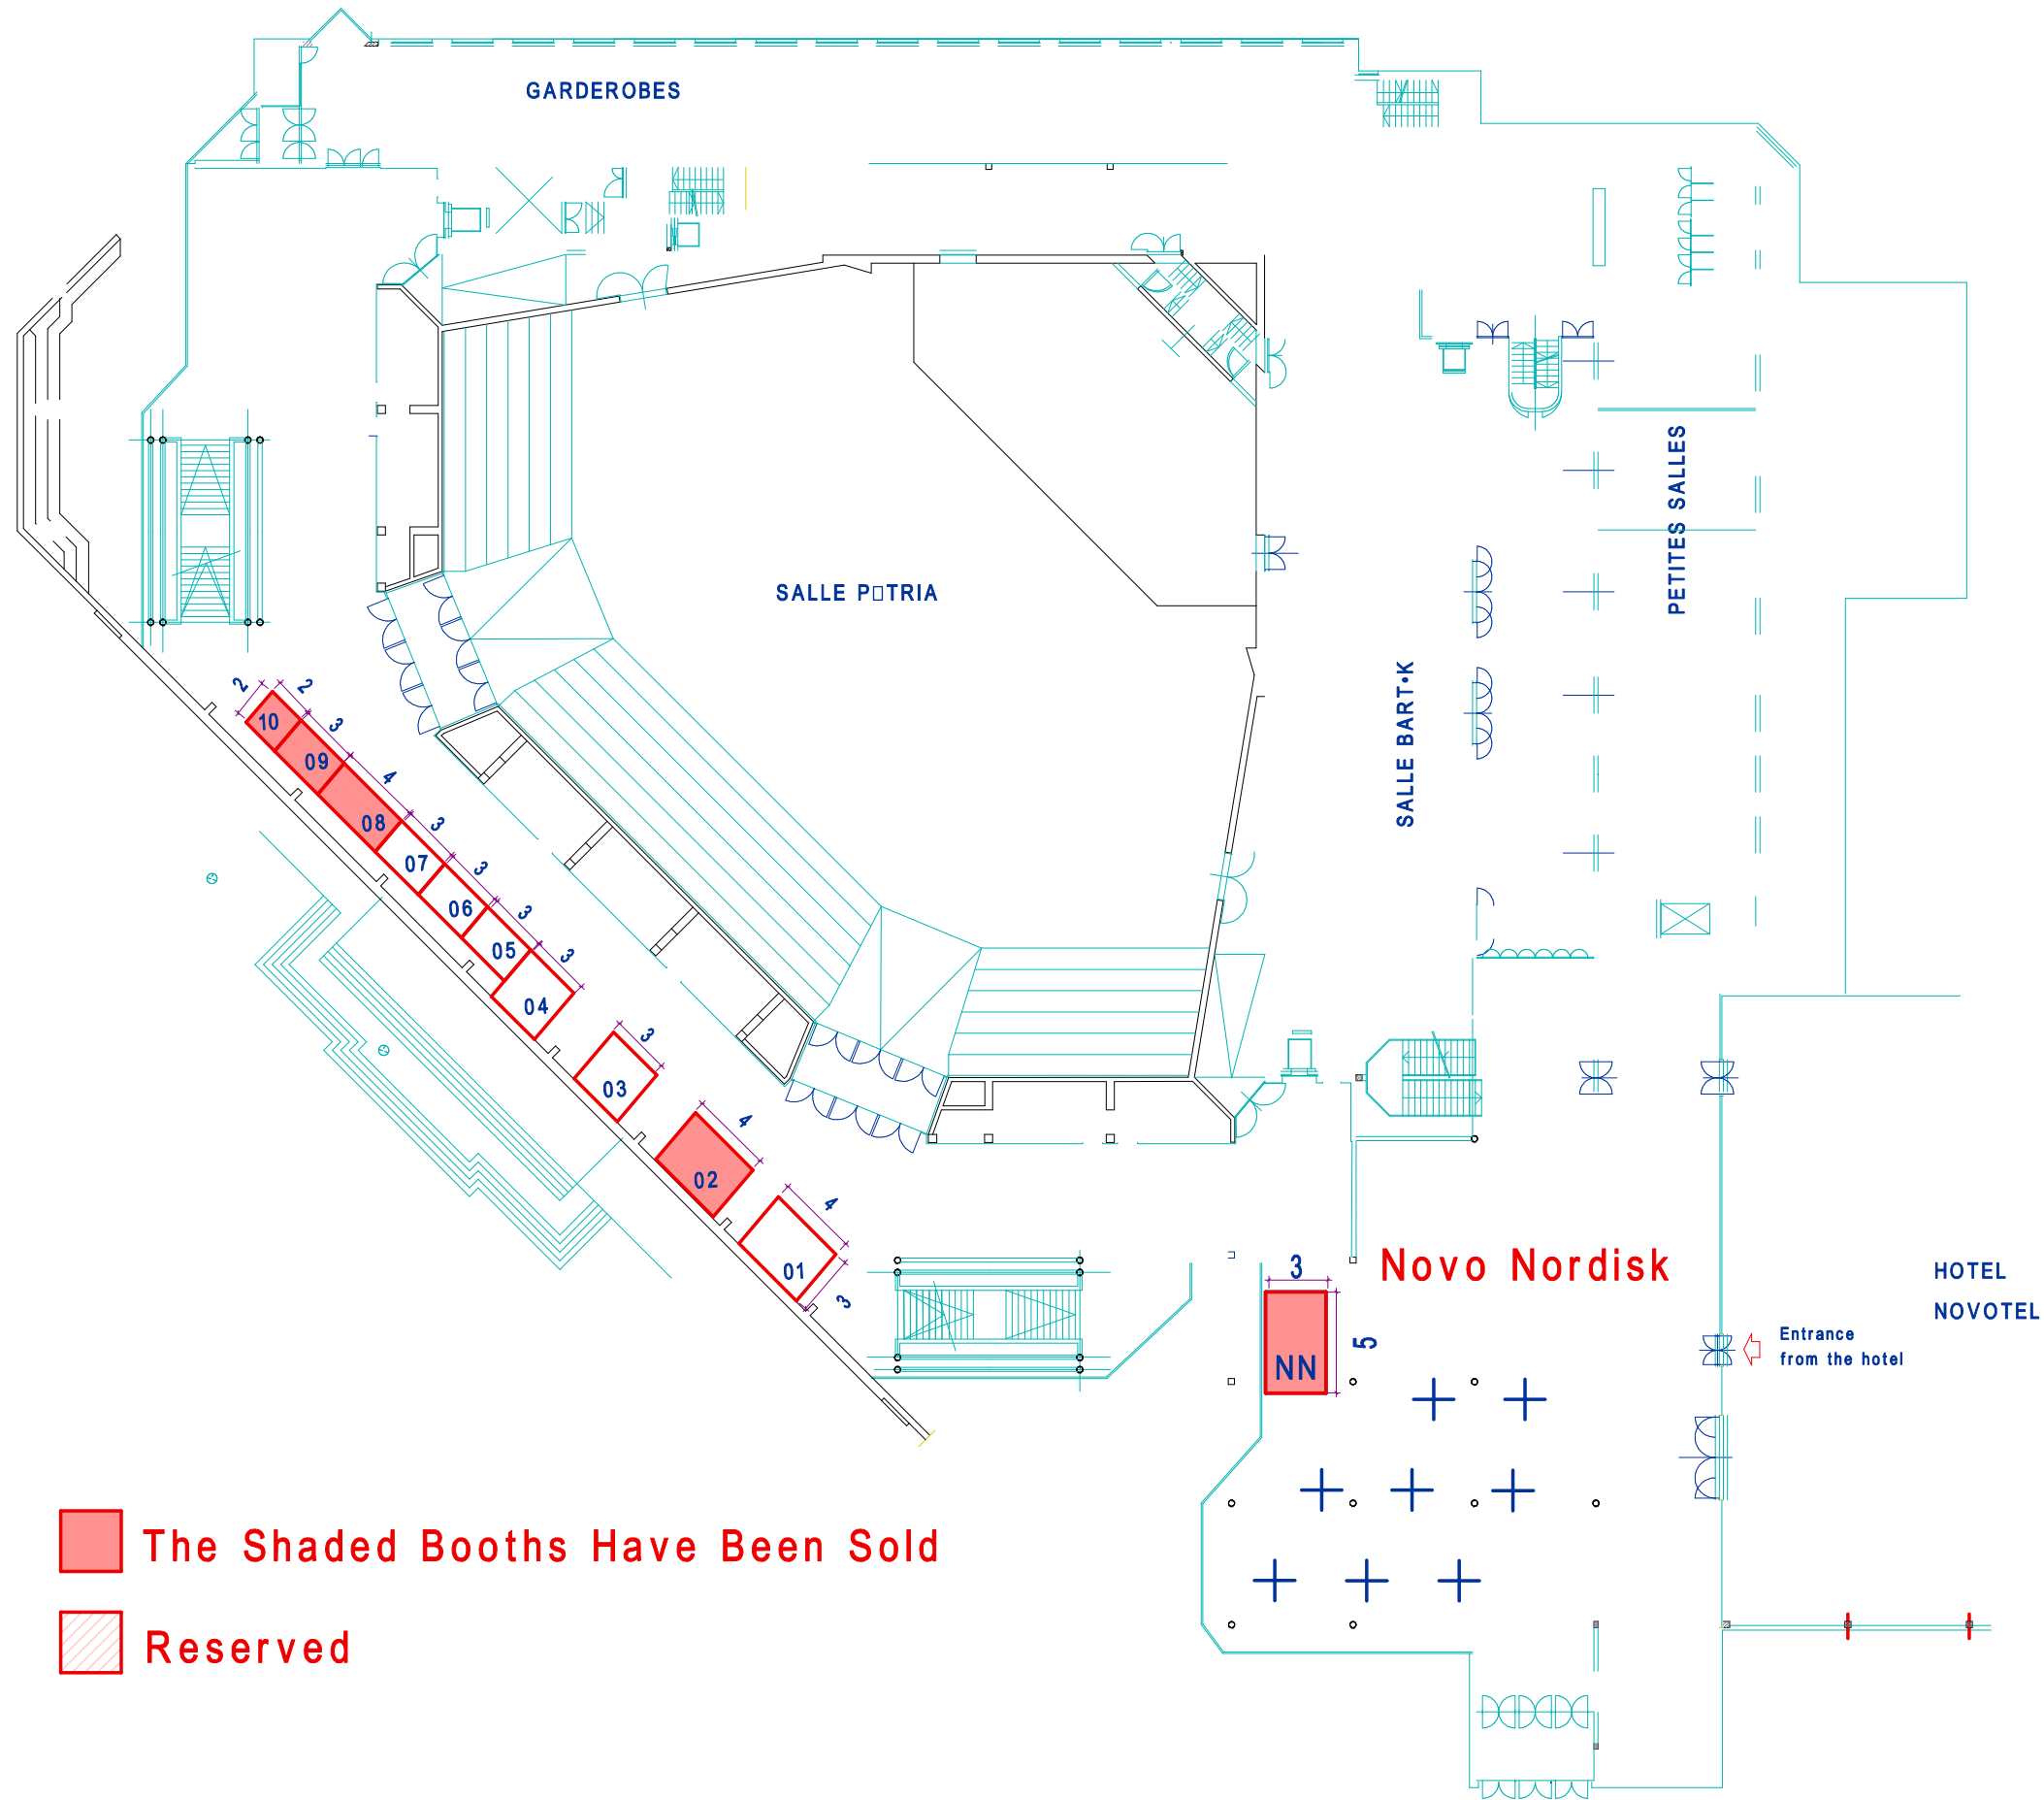 GARDEROBES
SALLE P□TRIA
PETITES SALLES
SALLE BART•K
2
2
10
3
09
4
08
3
07
3
06
3
05
3
04
3
03
4
02
4
01
3
Novo Nordisk
3
5
NN
HOTEL
NOVOTEL
Entrance
from the hotel
The Shaded Booths Have Been Sold
Reserved